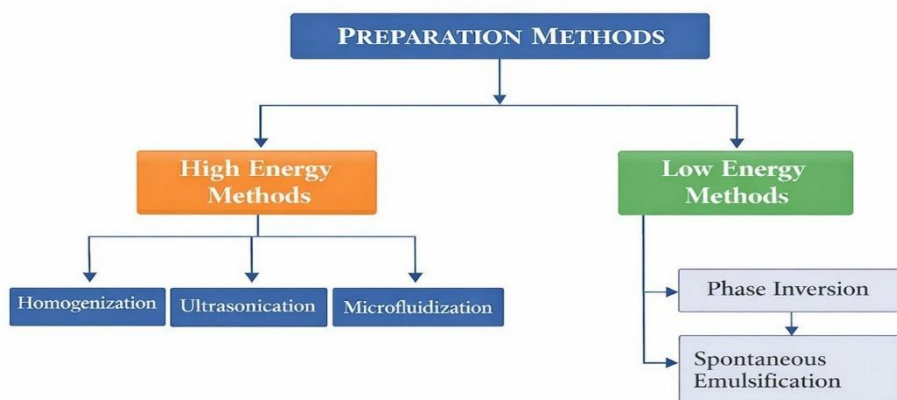 PREPARATION METHODS
High Energy
Methods
Low Energy
Methods
Homogenization
Ultrasonication
Microfluidization
Phase Inversion
Spontaneous
Emulsification